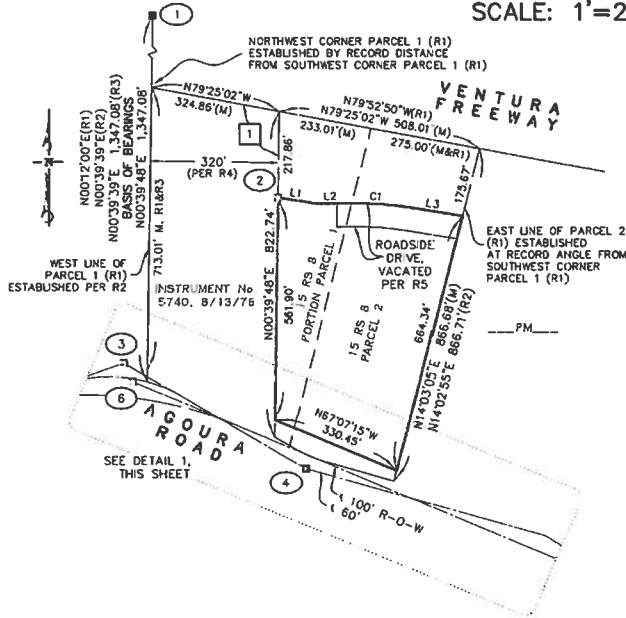 SCALE: 1'=2
1
NORTHWEST CORNER PARCEL 1 (R1)
ESTABLISHED BY RECORD DISTANCE
FROM SOUTHWEST CORNER PARCEL 1 (R1)
VENTURA
FREEWAY
N79°25'02"W
324.86'(M)
N79°52'50"W(R1)
N79°25'02"W 508.01'(M)
233.01'(M)
275.00'(M&R1)
1
217.86'
175.67'
N00°12'00"E(R1)
N00°39'39"E(R2)
N00°39'39"E 1,347.08'(R3)
BASIS OF BEARINGS
N00°39'48"E 1,347.08'
320'
(PER R4)
2
L1
L2
C1
L3
ROADSIDE
DRIVE,
VACATED
PER R5
EAST LINE OF PARCEL 2
(R1) ESTABLISHED
AT RECORD ANGLE FROM
SOUTHWEST CORNER
PARCEL 1 (R1)
WEST LINE OF
PARCEL 1 (R1)
ESTABLISHED PER R2
713.01' M, R1&R3
INSTRUMENT No
5740, 8/13/76
N00°39'48"E 822.74'
561.90'
15 RS 8
PORTION PARCEL 1
15 RS 8
PARCEL 2
664.34'
N14°03'05"E 866.68'(M)
N14°02'55"E 866.71'(R2)
___PM___
3
6
AGOURA
ROAD
SEE DETAIL 1,
THIS SHEET
N67°07'15"W
330.45'
4
100' R-O-W
60'